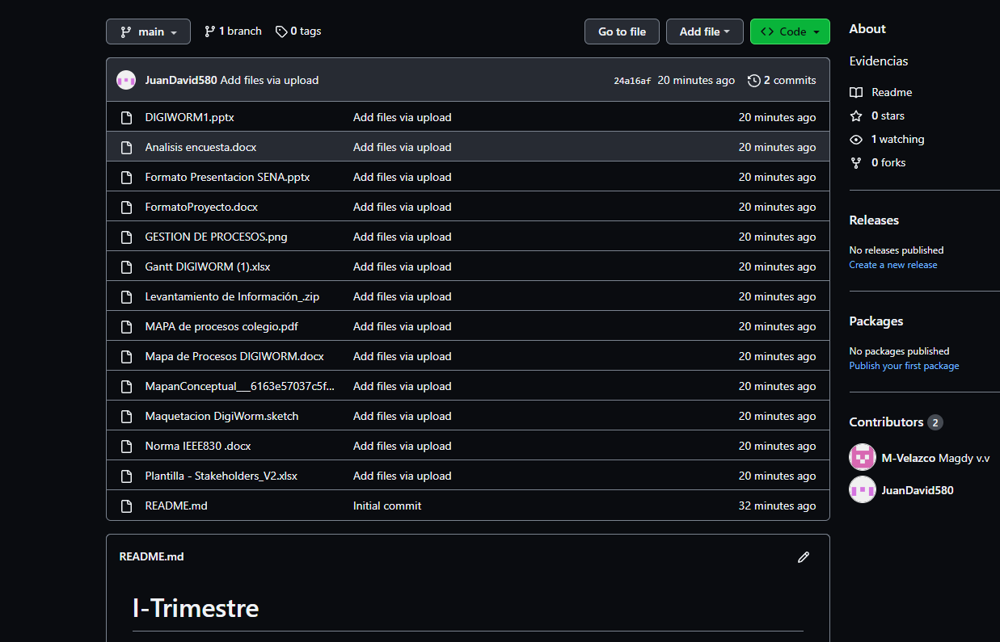 main 1 branch 0 tags Go to file Add file Code
JuanDavid580 Add files via upload 24a16af 20 minutes ago 2 commits
DIGIWORM1.pptx Add files via upload 20 minutes ago
Analisis encuesta.docx Add files via upload 20 minutes ago
Formato Presentacion SENA.pptx Add files via upload 20 minutes ago
FormatoProyecto.docx Add files via upload 20 minutes ago
GESTION DE PROCESOS.png Add files via upload 20 minutes ago
Gantt DIGIWORM (1).xlsx Add files via upload 20 minutes ago
Levantamiento de Información_.zip Add files via upload 20 minutes ago
MAPA de procesos colegio.pdf Add files via upload 20 minutes ago
Mapa de Procesos DIGIWORM.docx Add files via upload 20 minutes ago
MapanConceptual___6163e57037c5f... Add files via upload 20 minutes ago
Maquetacion DigiWorm.sketch Add files via upload 20 minutes ago
Norma IEEE830 .docx Add files via upload 20 minutes ago
Plantilla - Stakeholders_V2.xlsx Add files via upload 20 minutes ago
README.md Initial commit 32 minutes ago
README.md
I-Trimestre
About
Evidencias
Readme
0 stars
1 watching
0 forks
Releases
No releases published
Create a new release
Packages
No packages published
Publish your first package
Contributors 2
M-Velazco Magdy v.v
JuanDavid580